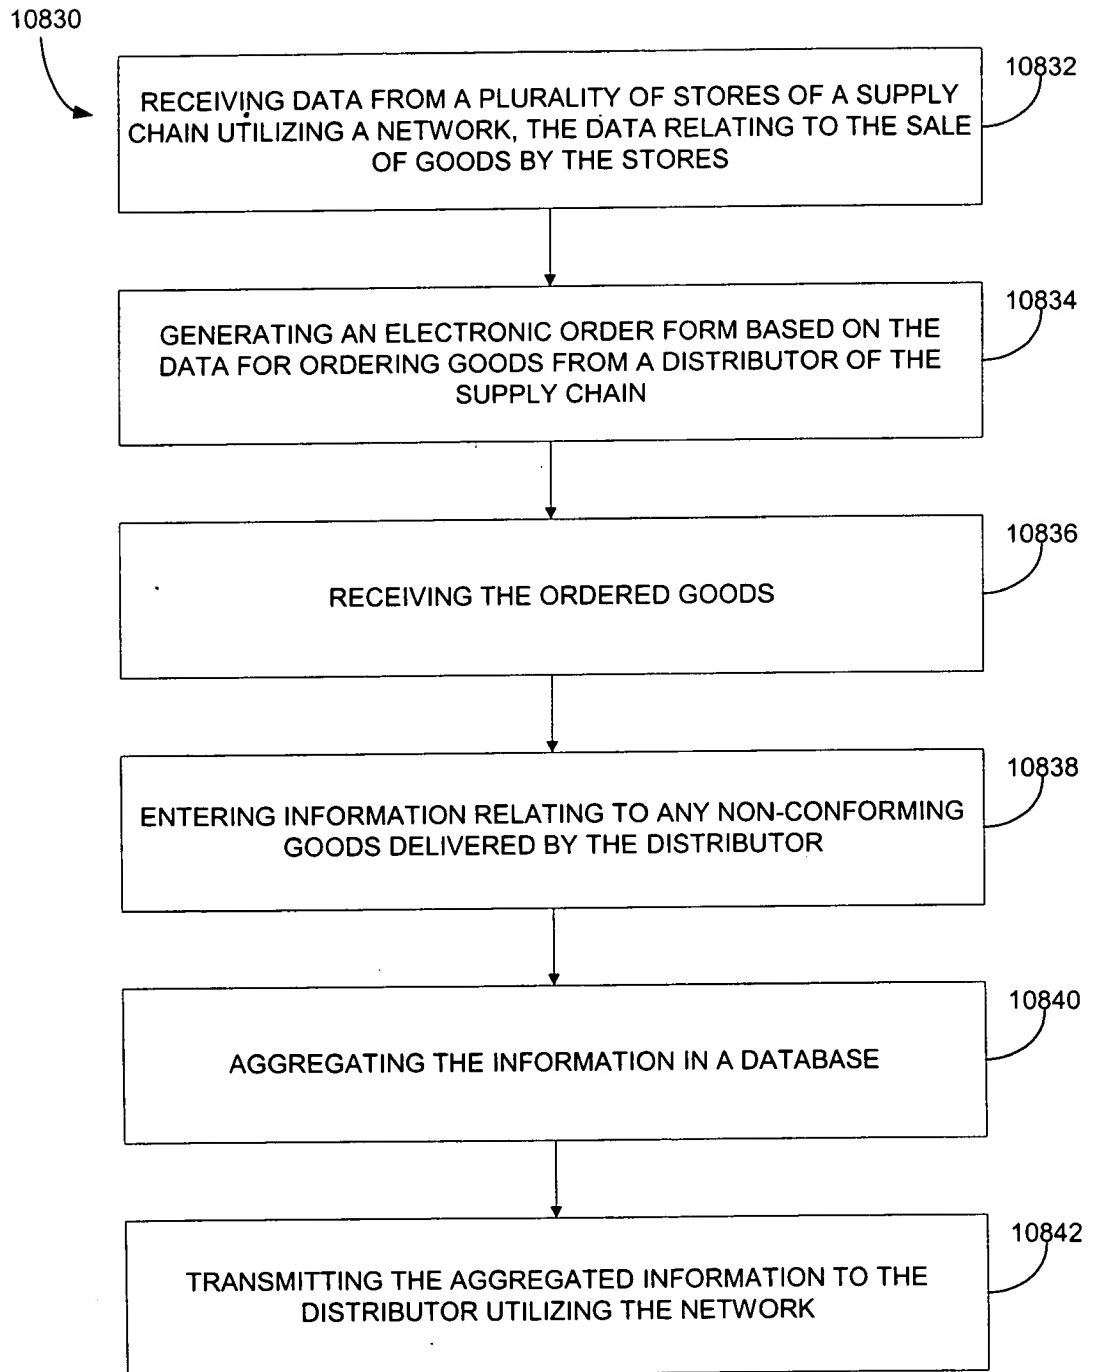 10830
10832
RECEIVING DATA FROM A PLURALITY OF STORES OF A SUPPLY
CHAIN UTILIZING A NETWORK, THE DATA RELATING TO THE SALE
OF GOODS BY THE STORES
10834
GENERATING AN ELECTRONIC ORDER FORM BASED ON THE
DATA FOR ORDERING GOODS FROM A DISTRIBUTOR OF THE
SUPPLY CHAIN
10836
RECEIVING THE ORDERED GOODS
10838
ENTERING INFORMATION RELATING TO ANY NON-CONFORMING
GOODS DELIVERED BY THE DISTRIBUTOR
10840
AGGREGATING THE INFORMATION IN A DATABASE
10842
TRANSMITTING THE AGGREGATED INFORMATION TO THE
DISTRIBUTOR UTILIZING THE NETWORK